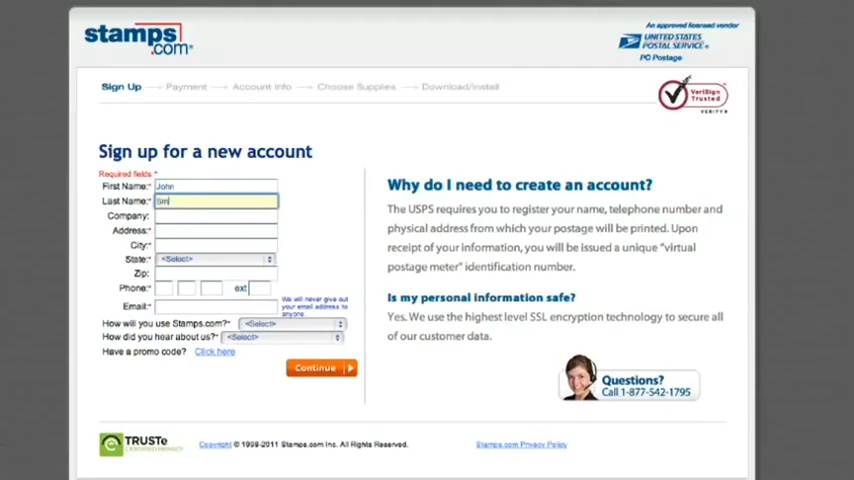 stamps.com
An approved licensed vendor
UNITED STATES
POSTAL SERVICE
PC Postage
Sign Up → Payment → Account Info → Choose Supplies → Download/Install
VeriSign
Trusted
VERIFY
Sign up for a new account
Required fields *
First Name:* John
Last Name:* Sim
Company:
Address:*
City:*
State:* <Select>
Zip:
Phone:* ext
Email:*
We will never give out
your email address to
anyone.
How will you use Stamps.com?* <Select>
How did you hear about us?* <Select>
Have a promo code? Click here
Continue
Why do I need to create an account?
The USPS requires you to register your name, telephone number and
physical address from which your postage will be printed. Upon
receipt of your information, you will be issued a unique "virtual
postage meter" identification number.
Is my personal information safe?
Yes. We use the highest level SSL encryption technology to secure all
of our customer data.
Questions?
Call 1-877-542-1795
TRUSTe
CERTIFIED PRIVACY
Copyright © 1998-2011 Stamps.com Inc. All Rights Reserved.
Stamps.com Privacy Policy